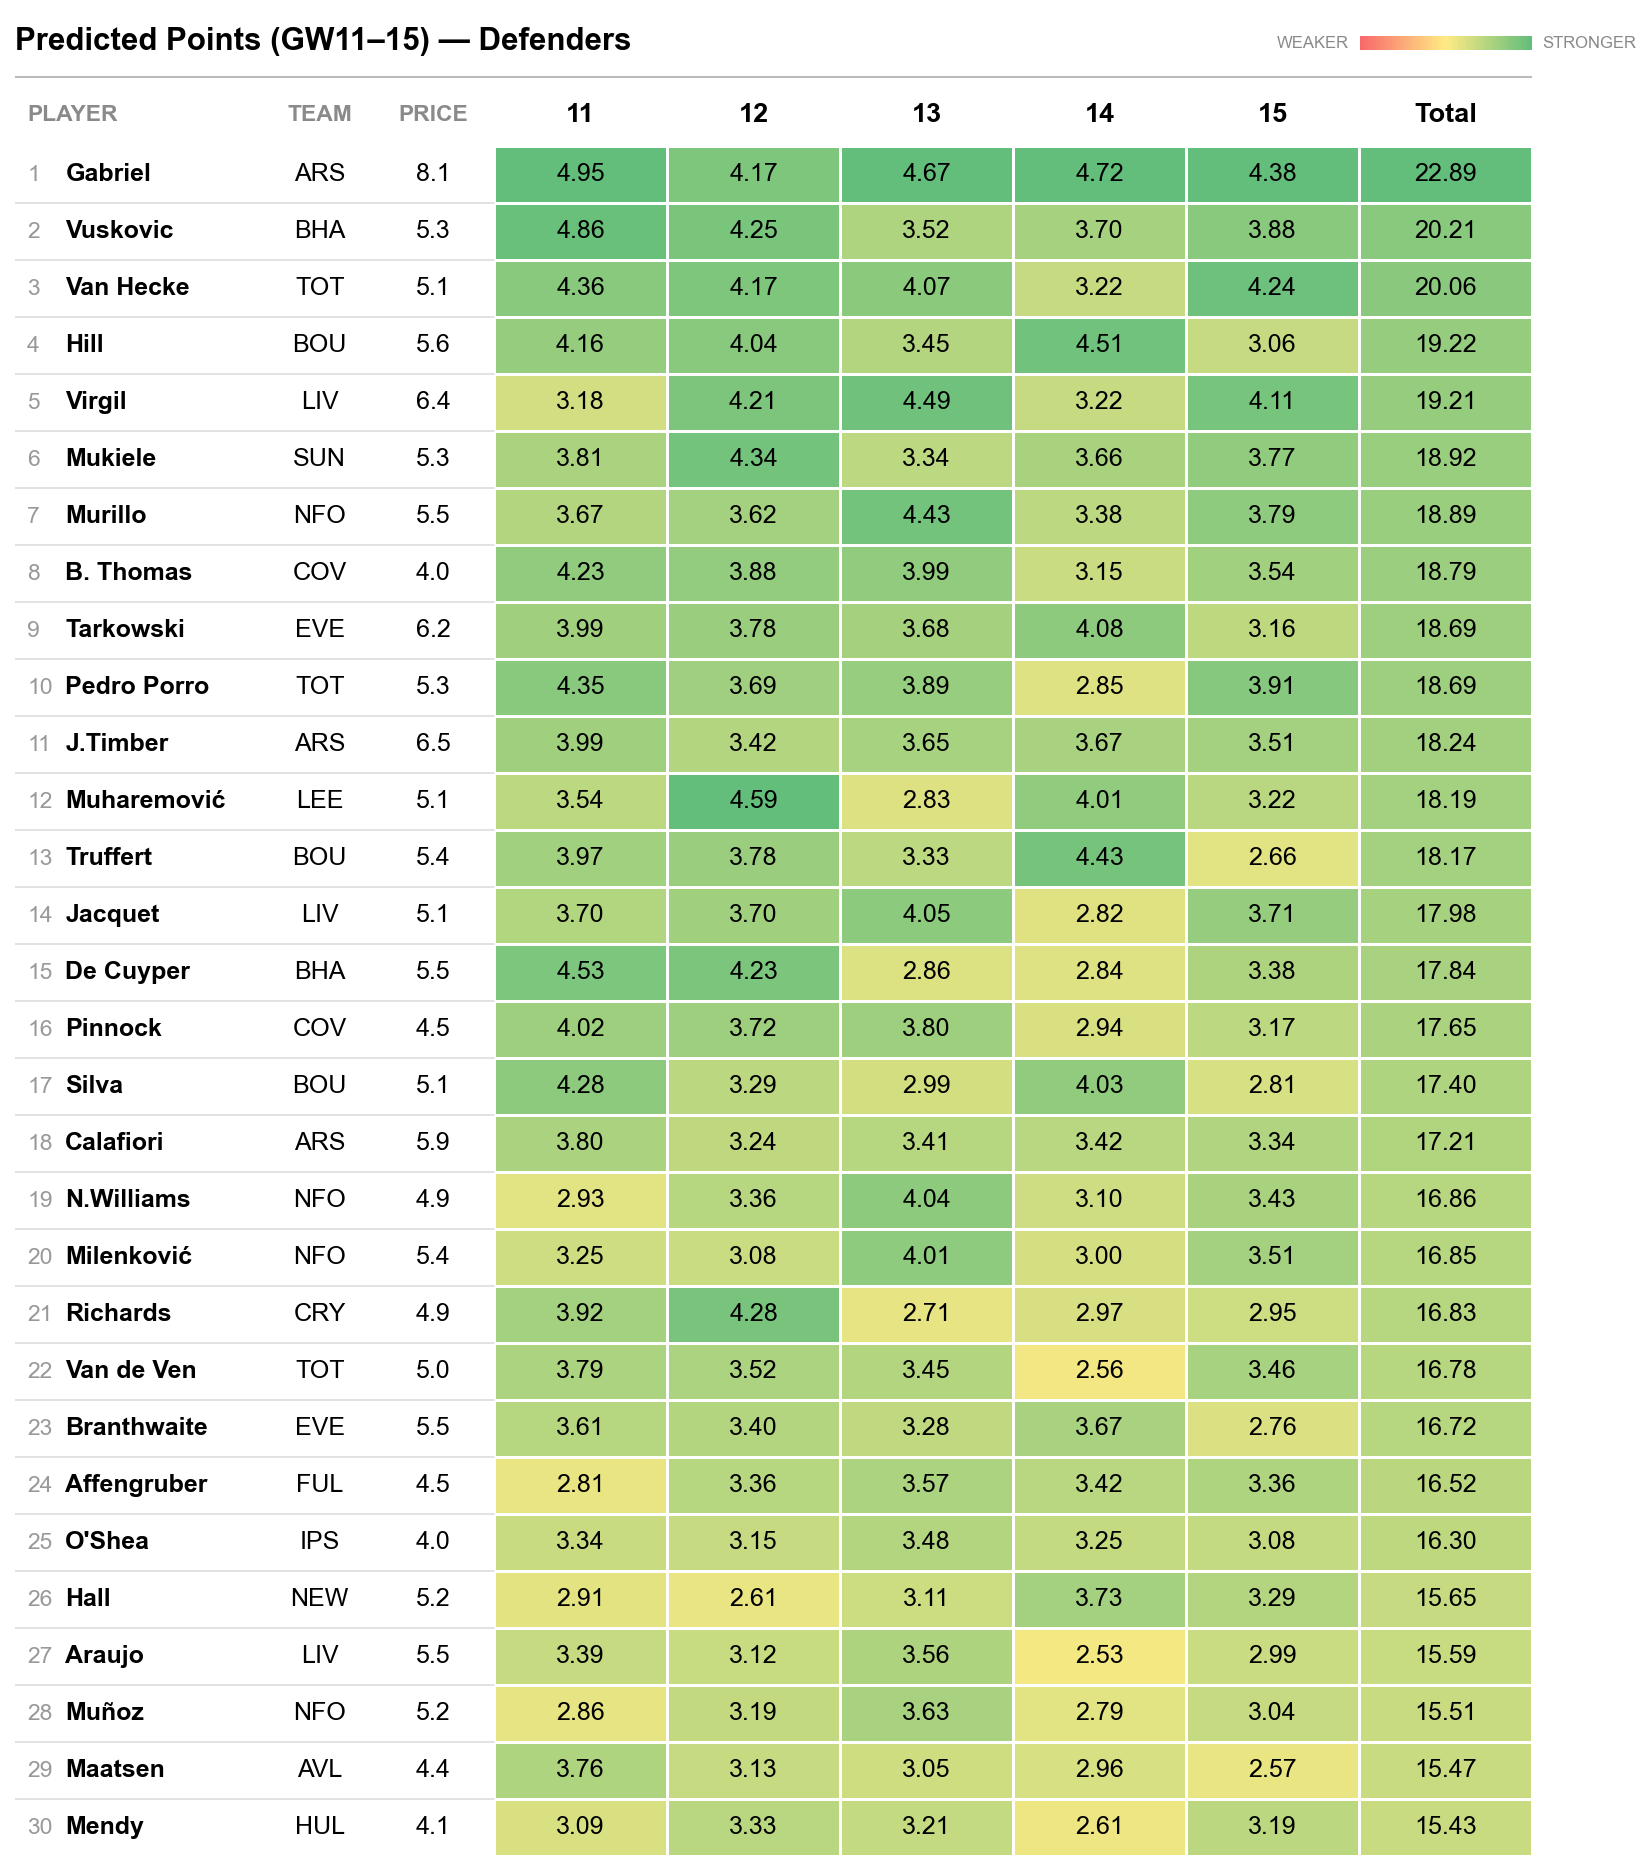 Predicted Points (GW11–15) — Defenders
WEAKER STRONGER
PLAYER TEAM PRICE 11 12 13 14 15 Total
1 Gabriel ARS 8.1 4.95 4.17 4.67 4.72 4.38 22.89
2 Vuskovic BHA 5.3 4.86 4.25 3.52 3.70 3.88 20.21
3 Van Hecke TOT 5.1 4.36 4.17 4.07 3.22 4.24 20.06
4 Hill BOU 5.6 4.16 4.04 3.45 4.51 3.06 19.22
5 Virgil LIV 6.4 3.18 4.21 4.49 3.22 4.11 19.21
6 Mukiele SUN 5.3 3.81 4.34 3.34 3.66 3.77 18.92
7 Murillo NFO 5.5 3.67 3.62 4.43 3.38 3.79 18.89
8 B. Thomas COV 4.0 4.23 3.88 3.99 3.15 3.54 18.79
9 Tarkowski EVE 6.2 3.99 3.78 3.68 4.08 3.16 18.69
10 Pedro Porro TOT 5.3 4.35 3.69 3.89 2.85 3.91 18.69
11 J.Timber ARS 6.5 3.99 3.42 3.65 3.67 3.51 18.24
12 Muharemović LEE 5.1 3.54 4.59 2.83 4.01 3.22 18.19
13 Truffert BOU 5.4 3.97 3.78 3.33 4.43 2.66 18.17
14 Jacquet LIV 5.1 3.70 3.70 4.05 2.82 3.71 17.98
15 De Cuyper BHA 5.5 4.53 4.23 2.86 2.84 3.38 17.84
16 Pinnock COV 4.5 4.02 3.72 3.80 2.94 3.17 17.65
17 Silva BOU 5.1 4.28 3.29 2.99 4.03 2.81 17.40
18 Calafiori ARS 5.9 3.80 3.24 3.41 3.42 3.34 17.21
19 N.Williams NFO 4.9 2.93 3.36 4.04 3.10 3.43 16.86
20 Milenković NFO 5.4 3.25 3.08 4.01 3.00 3.51 16.85
21 Richards CRY 4.9 3.92 4.28 2.71 2.97 2.95 16.83
22 Van de Ven TOT 5.0 3.79 3.52 3.45 2.56 3.46 16.78
23 Branthwaite EVE 5.5 3.61 3.40 3.28 3.67 2.76 16.72
24 Affengruber FUL 4.5 2.81 3.36 3.57 3.42 3.36 16.52
25 O'Shea IPS 4.0 3.34 3.15 3.48 3.25 3.08 16.30
26 Hall NEW 5.2 2.91 2.61 3.11 3.73 3.29 15.65
27 Araujo LIV 5.5 3.39 3.12 3.56 2.53 2.99 15.59
28 Muñoz NFO 5.2 2.86 3.19 3.63 2.79 3.04 15.51
29 Maatsen AVL 4.4 3.76 3.13 3.05 2.96 2.57 15.47
30 Mendy HUL 4.1 3.09 3.33 3.21 2.61 3.19 15.43